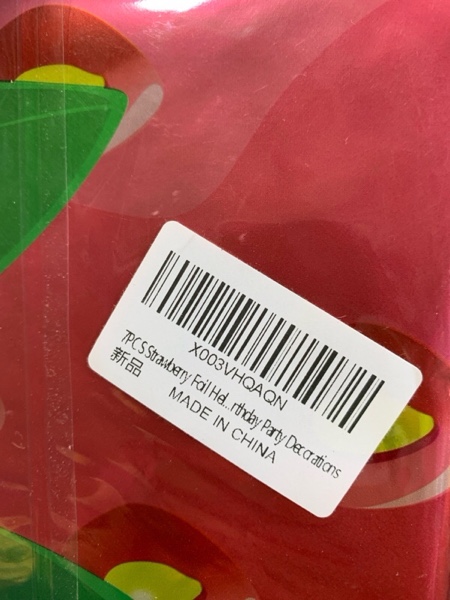 X003VHQAQN
7PCS Strawberry Foil Hel...rthday Party Decorations
新品
MADE IN CHINA